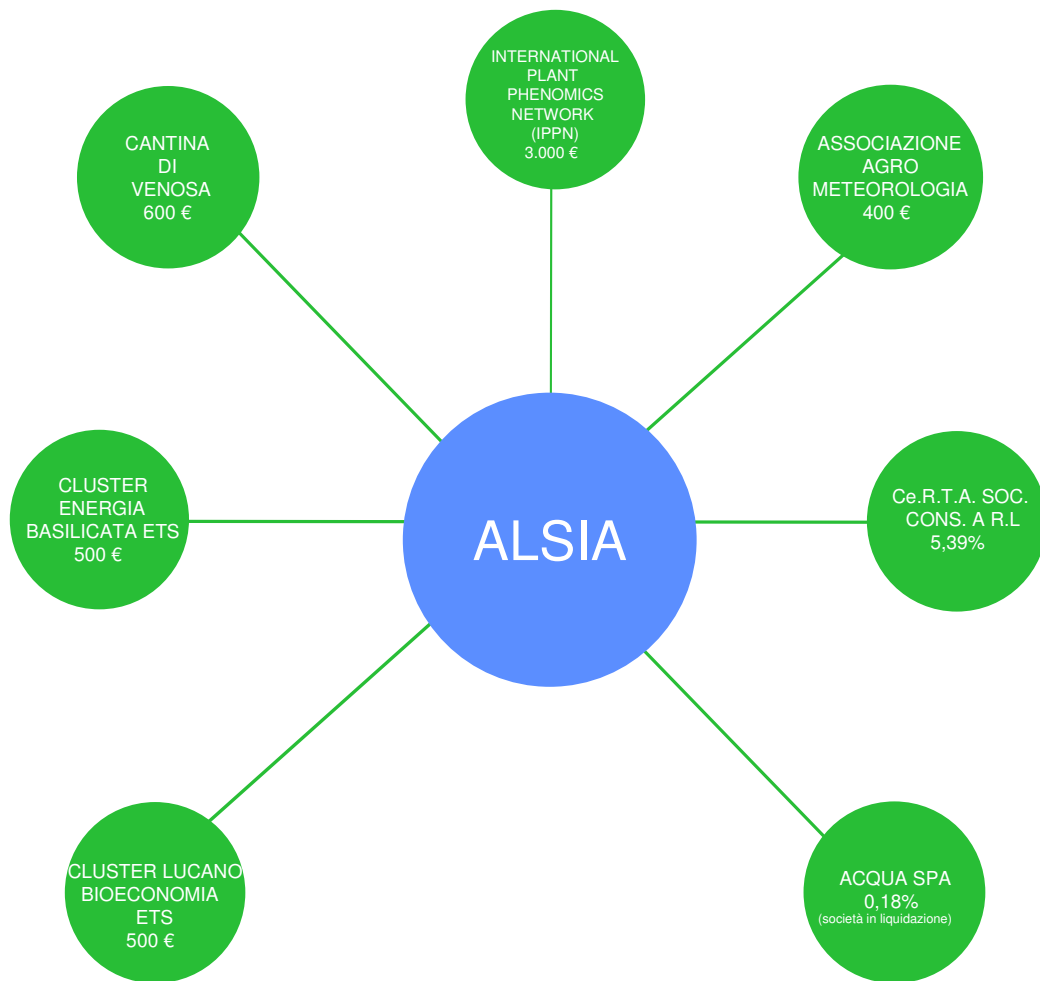 INTERNATIONAL
PLANT
PHENOMICS
NETWORK
(IPPN)
3.000 €
CANTINA
DI
VENOSA
600 €
ASSOCIAZIONE
AGRO
METEOROLOGIA
400 €
CLUSTER
ENERGIA
BASILICATA ETS
500 €
ALSIA
Ce.R.T.A. SOC.
CONS. A R.L
5,39%
CLUSTER LUCANO
BIOECONOMIA
ETS
500 €
ACQUA SPA
0,18%
(società in liquidazione)